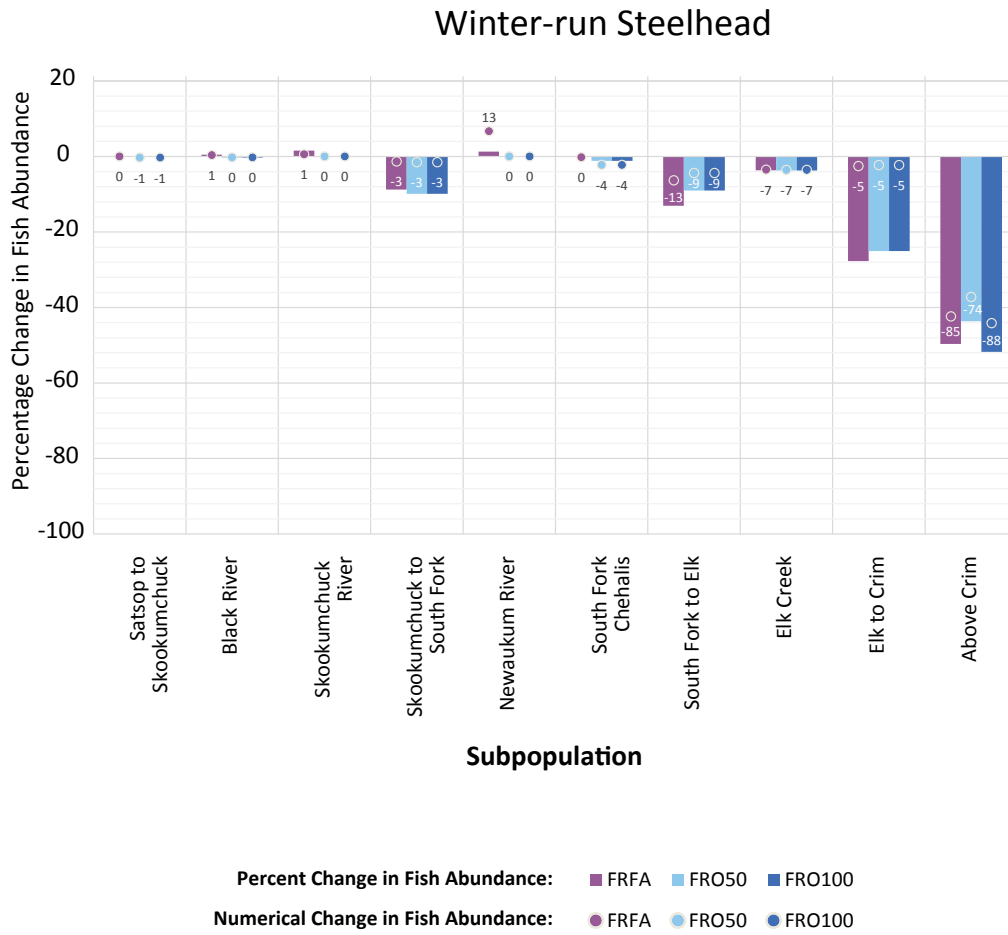 Winter-run Steelhead
Percentage Change in Fish Abundance
20
0
-20
-40
-60
-80
-100
0 -1 -1
1 0 0
1 0 0
-3 -3 -3
13
0 0
0 -4 -4
-13 -9 -9
-7 -7 -7
-5 -5 -5
-85 -74 -88
Satsop to
Skookumchuck
Black River
Skookumchuck
River
Skookumchuck to
South Fork
Newaukum River
South Fork
Chehalis
South Fork to Elk
Elk Creek
Elk to Crim
Above Crim
Subpopulation
Percent Change in Fish Abundance: FRFA FRO50 FRO100
Numerical Change in Fish Abundance: FRFA FRO50 FRO100